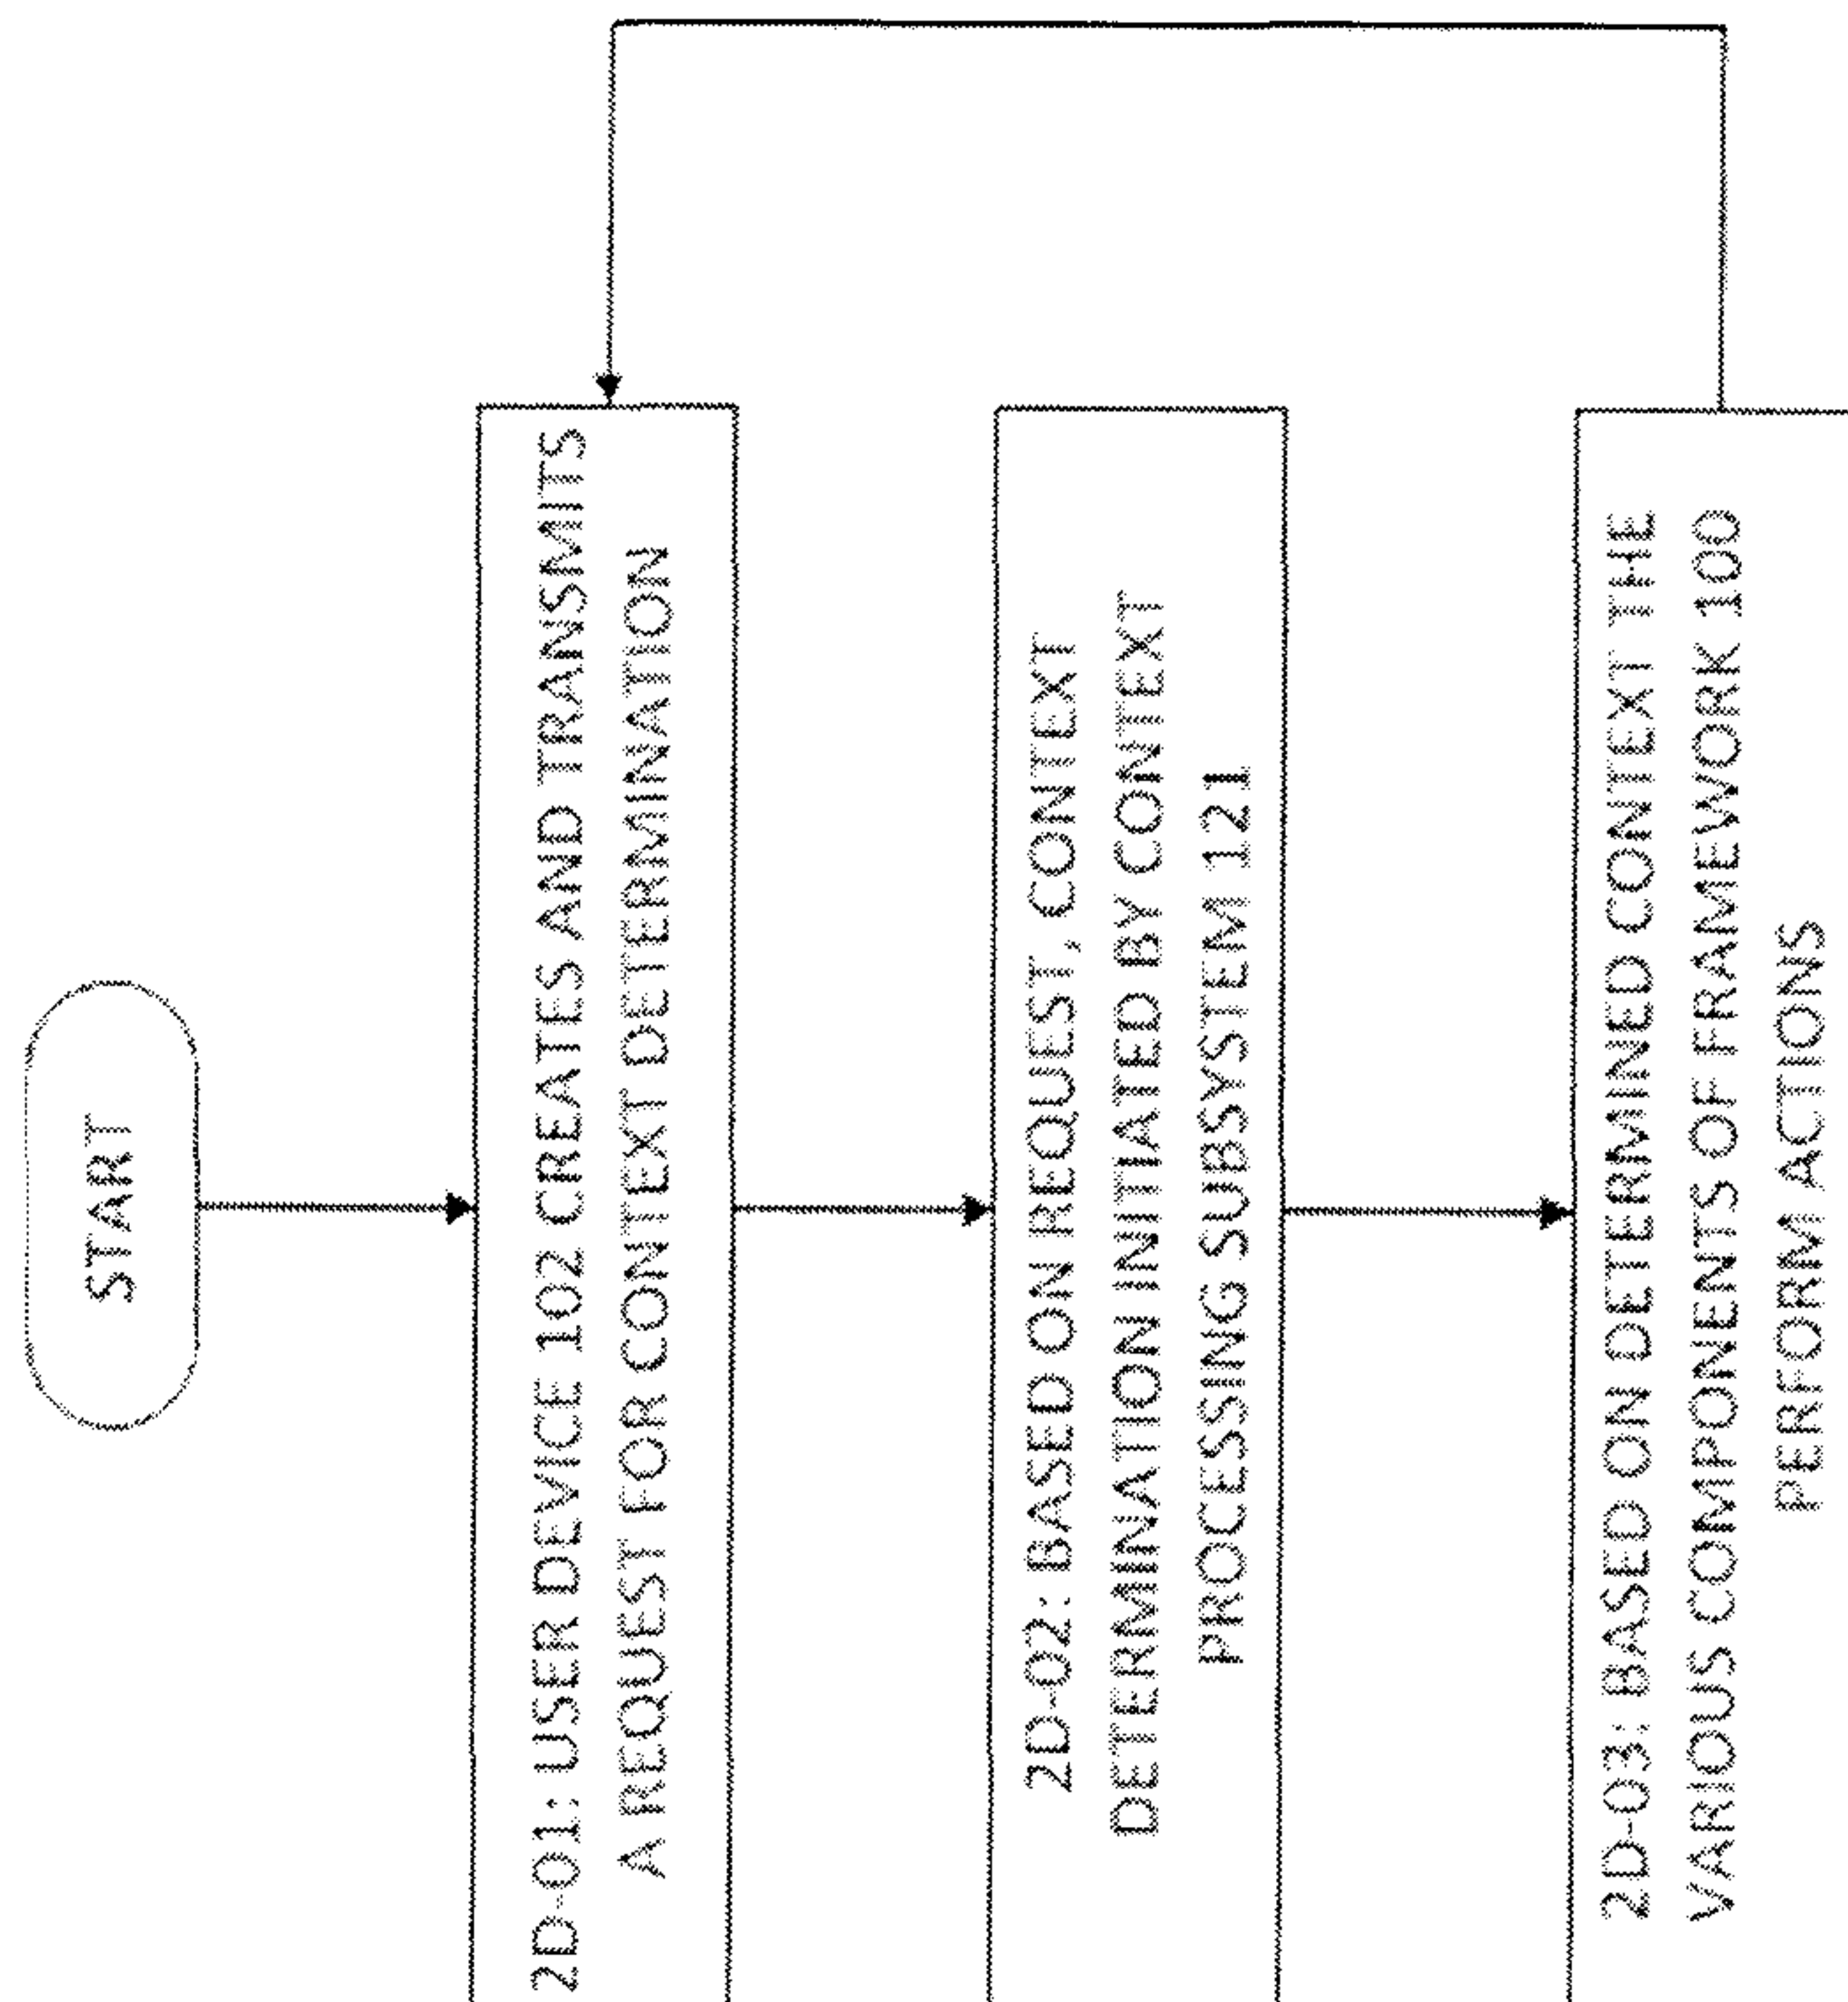 START
2D-01: USER DEVICE 102 CREATES AND TRANSMITS
A REQUEST FOR CONTEXT DETERMINATION
2D-02: BASED ON REQUEST, CONTEXT
DETERMINATION INITIATED BY CONTEXT
PROCESSING SUBSYSTEM 121
2D-03: BASED ON DETERMINED CONTEXT THE
VARIOUS COMPONENTS OF FRAMEWORK 100
PERFORM ACTIONS